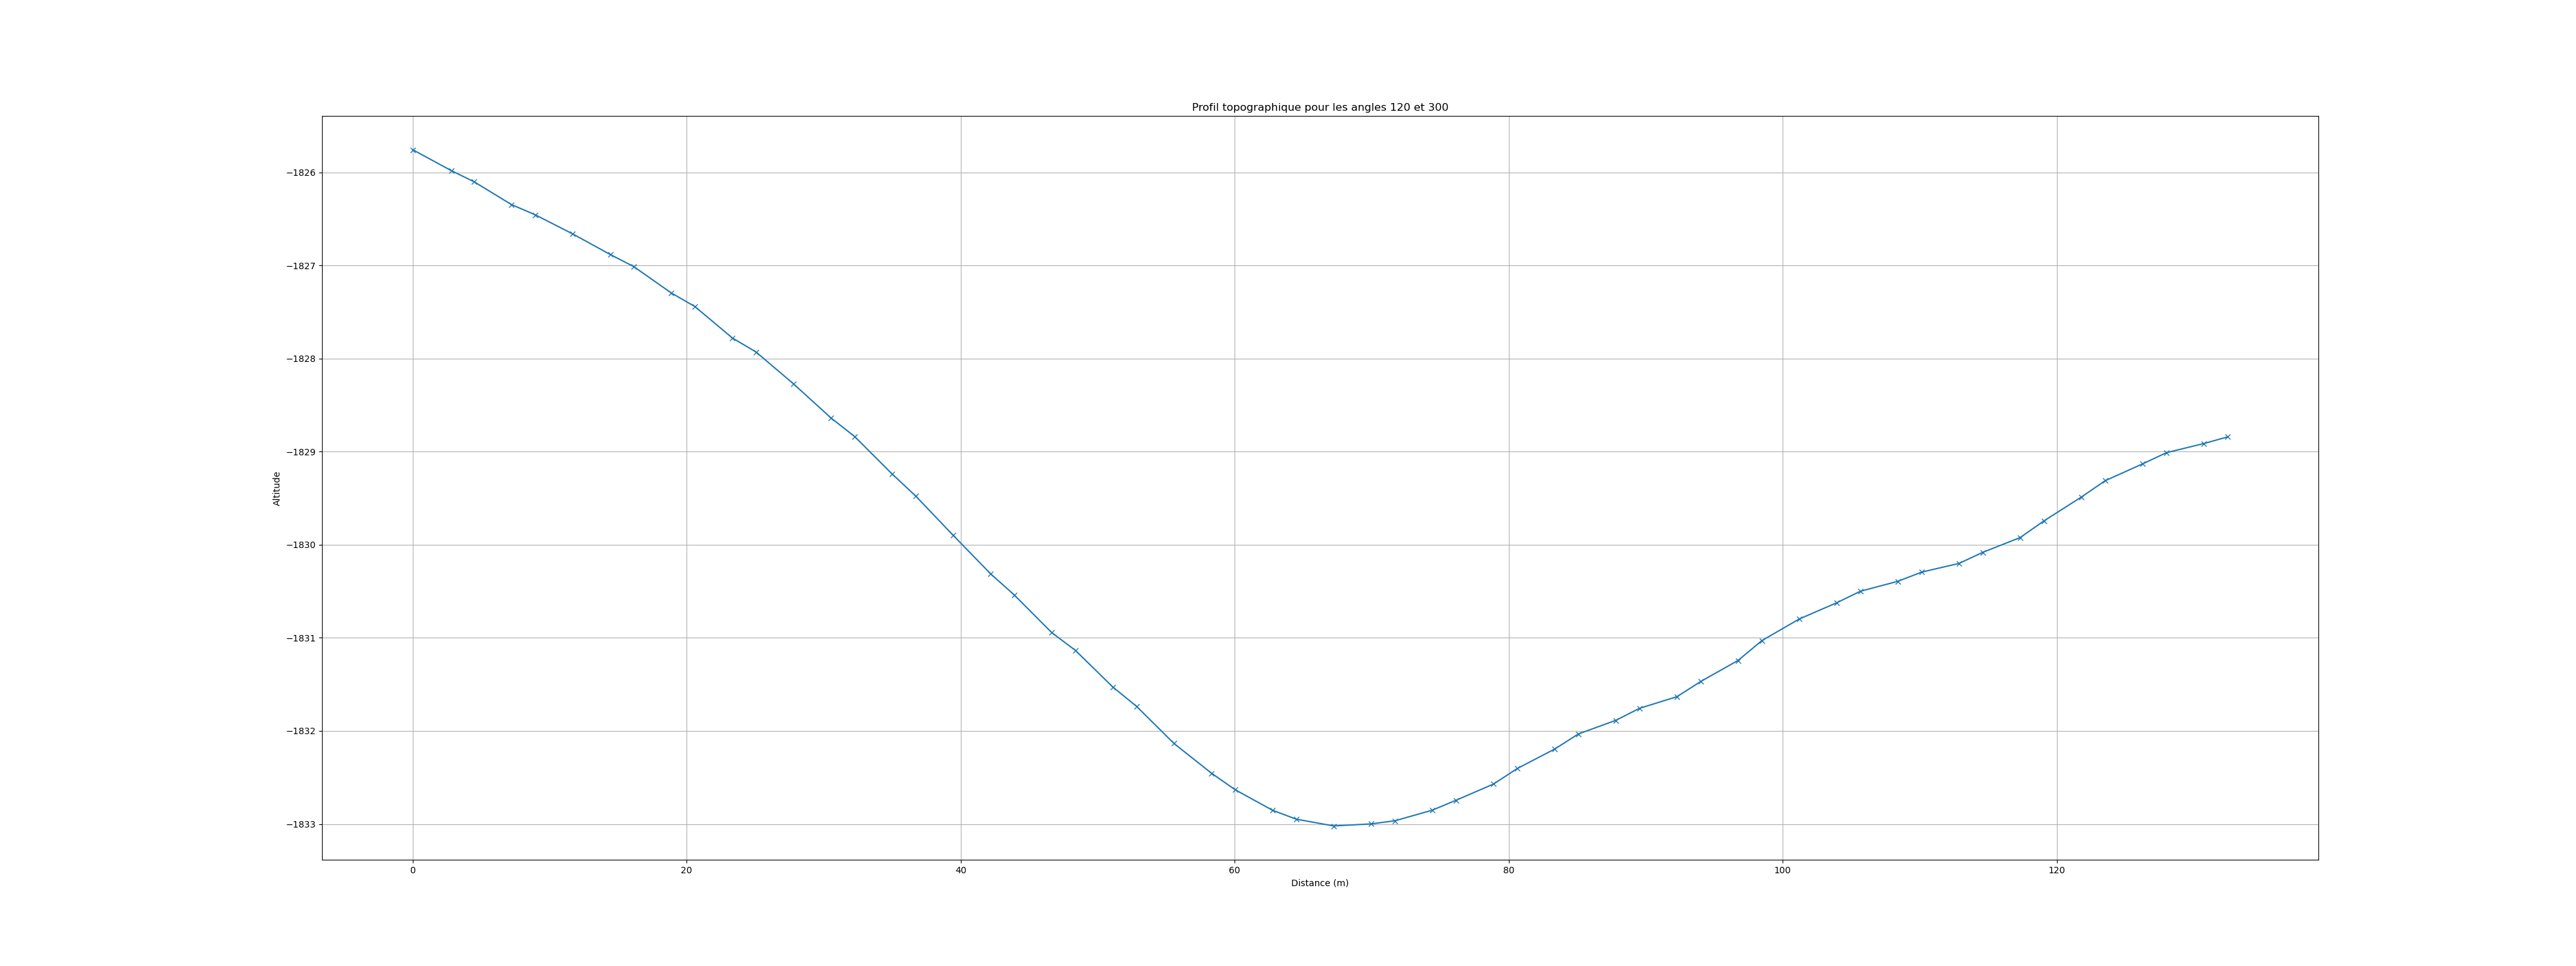 Profil topographique pour les angles 120 et 300
−1826
−1827
−1828
−1829
−1830
−1831
−1832
−1833
Altitude
0 20 40 60 80 100 120
Distance (m)